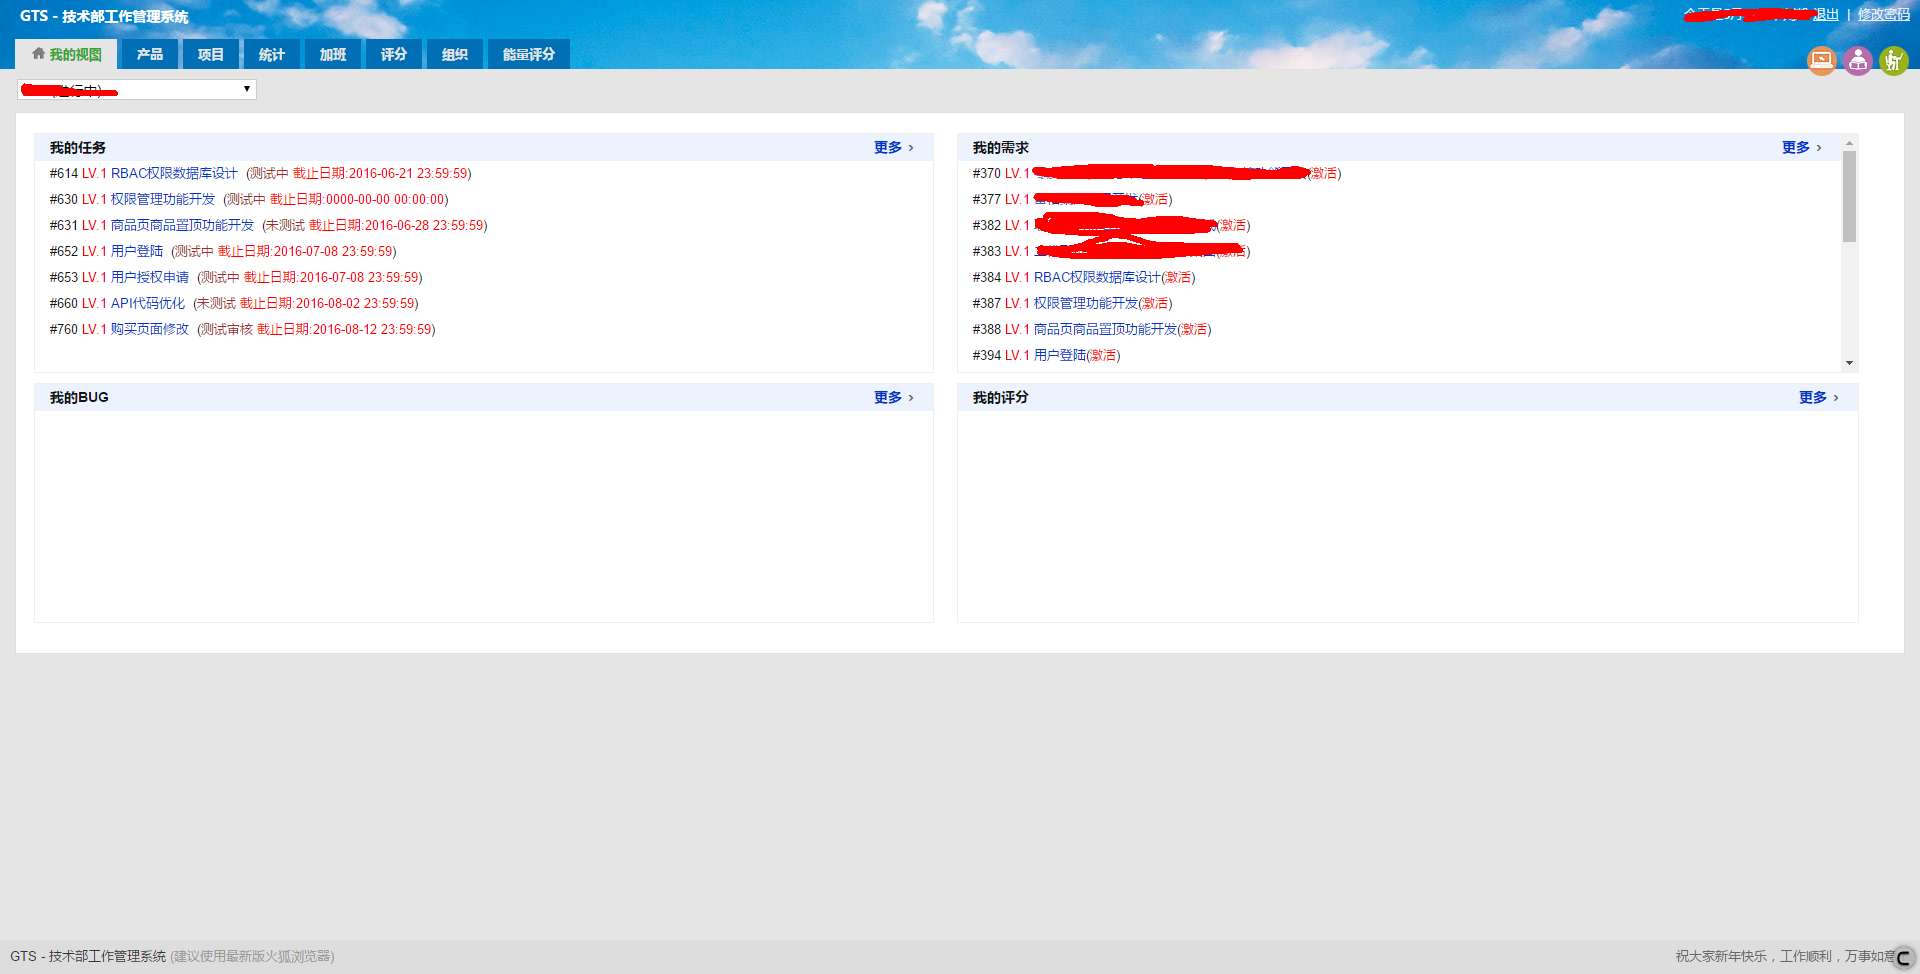 GTS - 技术部工作管理系统
退出 | 修改密码
我的视图 产品 项目 统计 加班 评分 组织 能量评分
我的任务 更多 ›
#614 LV.1 RBAC权限数据库设计 (测试中 截止日期:2016-06-21 23:59:59)
#630 LV.1 权限管理功能开发 (测试中 截止日期:0000-00-00 00:00:00)
#631 LV.1 商品页商品置顶功能开发 (未测试 截止日期:2016-06-28 23:59:59)
#652 LV.1 用户登陆 (测试中 截止日期:2016-07-08 23:59:59)
#653 LV.1 用户授权申请 (测试中 截止日期:2016-07-08 23:59:59)
#660 LV.1 API代码优化 (未测试 截止日期:2016-08-02 23:59:59)
#760 LV.1 购买页面修改 (测试审核 截止日期:2016-08-12 23:59:59)
我的需求 更多 ›
#370 LV.1 (激活)
#377 LV.1 (激活)
#382 LV.1 (激活)
#383 LV.1
#384 LV.1 RBAC权限数据库设计(激活)
#387 LV.1 权限管理功能开发(激活)
#388 LV.1 商品页商品置顶功能开发(激活)
#394 LV.1 用户登陆(激活)
我的BUG 更多 ›
我的评分 更多 ›
GTS - 技术部工作管理系统 (建议使用最新版火狐浏览器)
祝大家新年快乐，工作顺利，万事如意